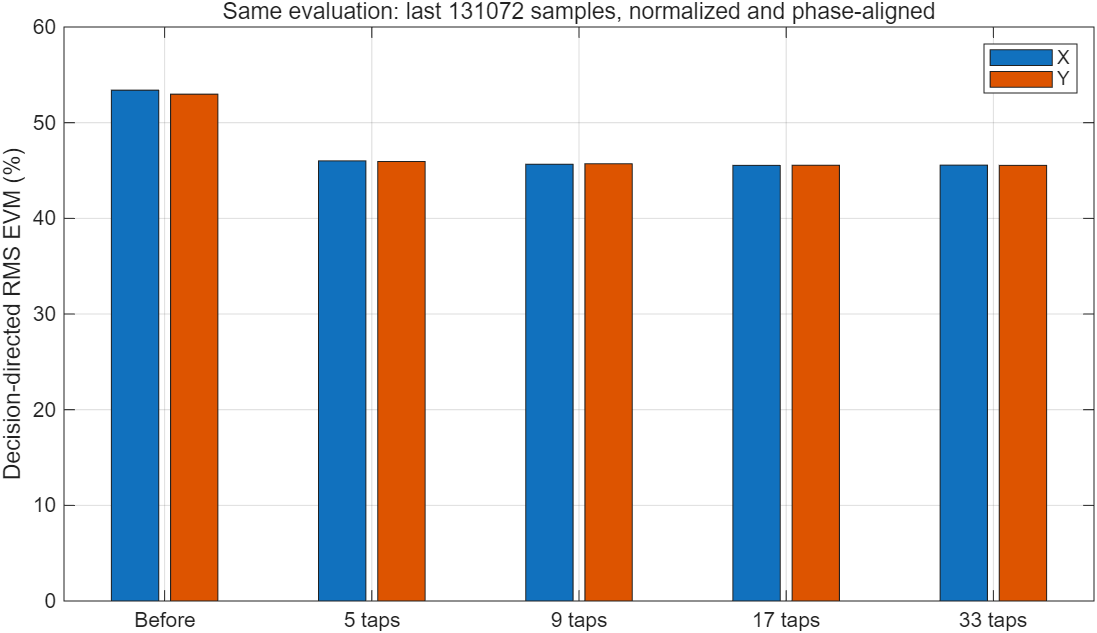 Same evaluation: last 131072 samples, normalized and phase-aligned
Decision-directed RMS EVM (%)
60
50
40
30
20
10
0
X
Y
Before
5 taps
9 taps
17 taps
33 taps